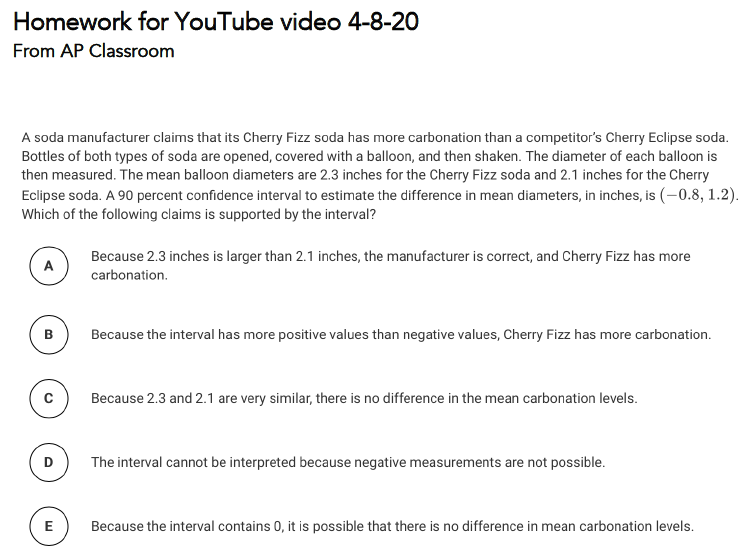 Homework for YouTube video 4-8-20
From AP Classroom
A soda manufacturer claims that its Cherry Fizz soda has more carbonation than a competitor's Cherry Eclipse soda.
Bottles of both types of soda are opened, covered with a balloon, and then shaken. The diameter of each balloon is
then measured. The mean balloon diameters are 2.3 inches for the Cherry Fizz soda and 2.1 inches for the Cherry
Eclipse soda. A 90 percent confidence interval to estimate the difference in mean diameters, in inches, is (−0.8, 1.2).
Which of the following claims is supported by the interval?
A Because 2.3 inches is larger than 2.1 inches, the manufacturer is correct, and Cherry Fizz has more
carbonation.
B Because the interval has more positive values than negative values, Cherry Fizz has more carbonation.
C Because 2.3 and 2.1 are very similar, there is no difference in the mean carbonation levels.
D The interval cannot be interpreted because negative measurements are not possible.
E Because the interval contains 0, it is possible that there is no difference in mean carbonation levels.